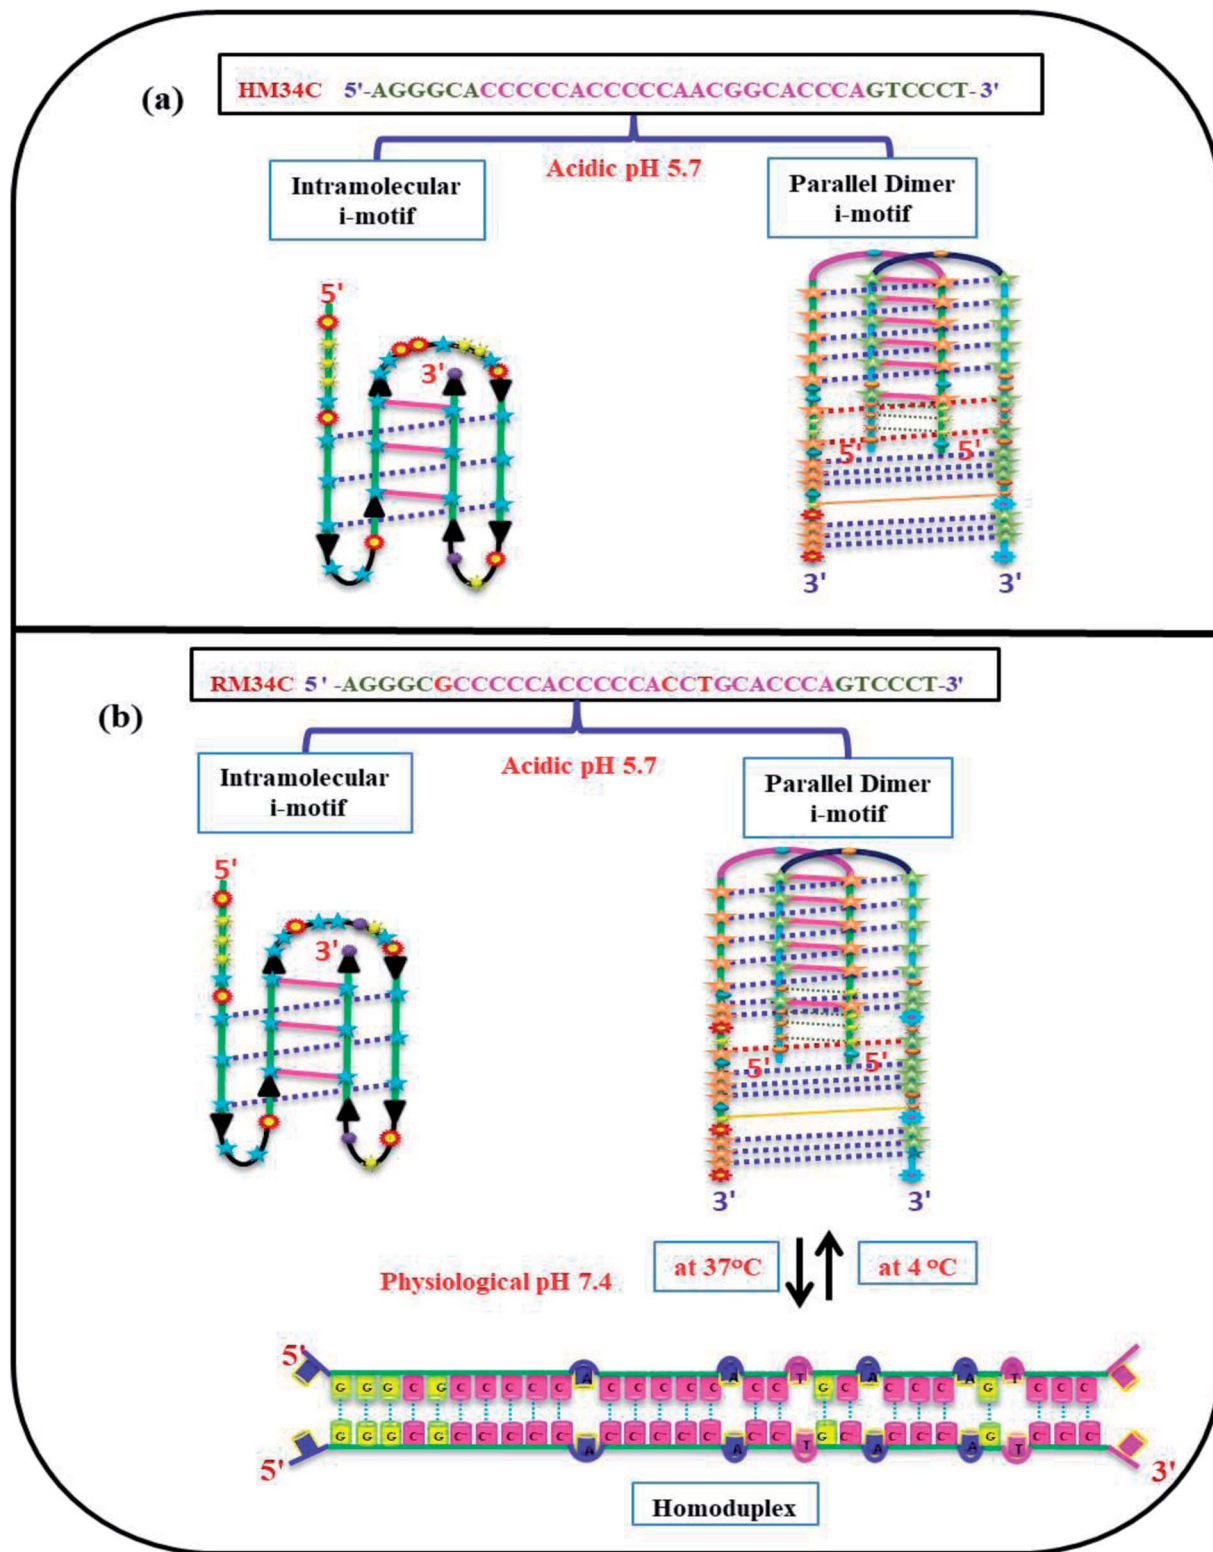 (a)
HM34C 5'-AGGGCACCCCCACCCCCAACGGCACCCAGTCCCT-3'
Acidic pH 5.7
Intramolecular
i-motif
Parallel Dimer
i-motif
5'
3'
5' 5'
3' 3'
(b)
RM34C 5'-AGGGCGCCCCCACCCCCACCTGCACCCAGTCCCT-3'
Acidic pH 5.7
Intramolecular
i-motif
Parallel Dimer
i-motif
5'
3'
5' 5'
3' 3'
Physiological pH 7.4
at 37°C
at 4 °C
5'
G G G C G C C C C C A C C C C C A C C T G C A C C C A G T C C C
G G G C G C C C C C A C C C C C A C C T G C A C C C A G T C C C
5' 3'
Homoduplex